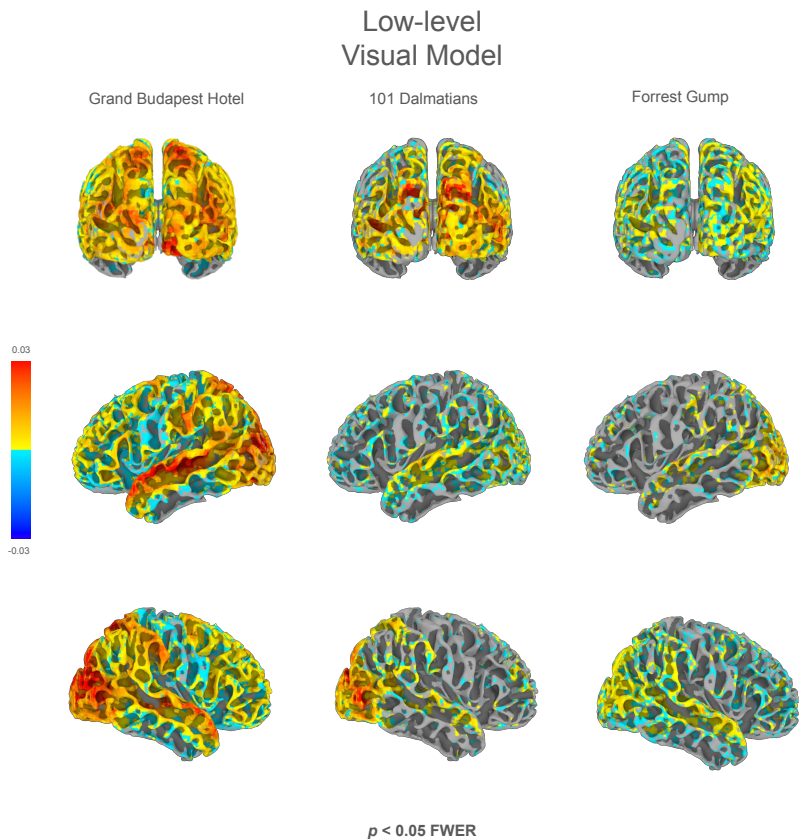 Low-level
Visual Model
Grand Budapest Hotel
101 Dalmatians
Forrest Gump
0.03
-0.03
p < 0.05 FWER